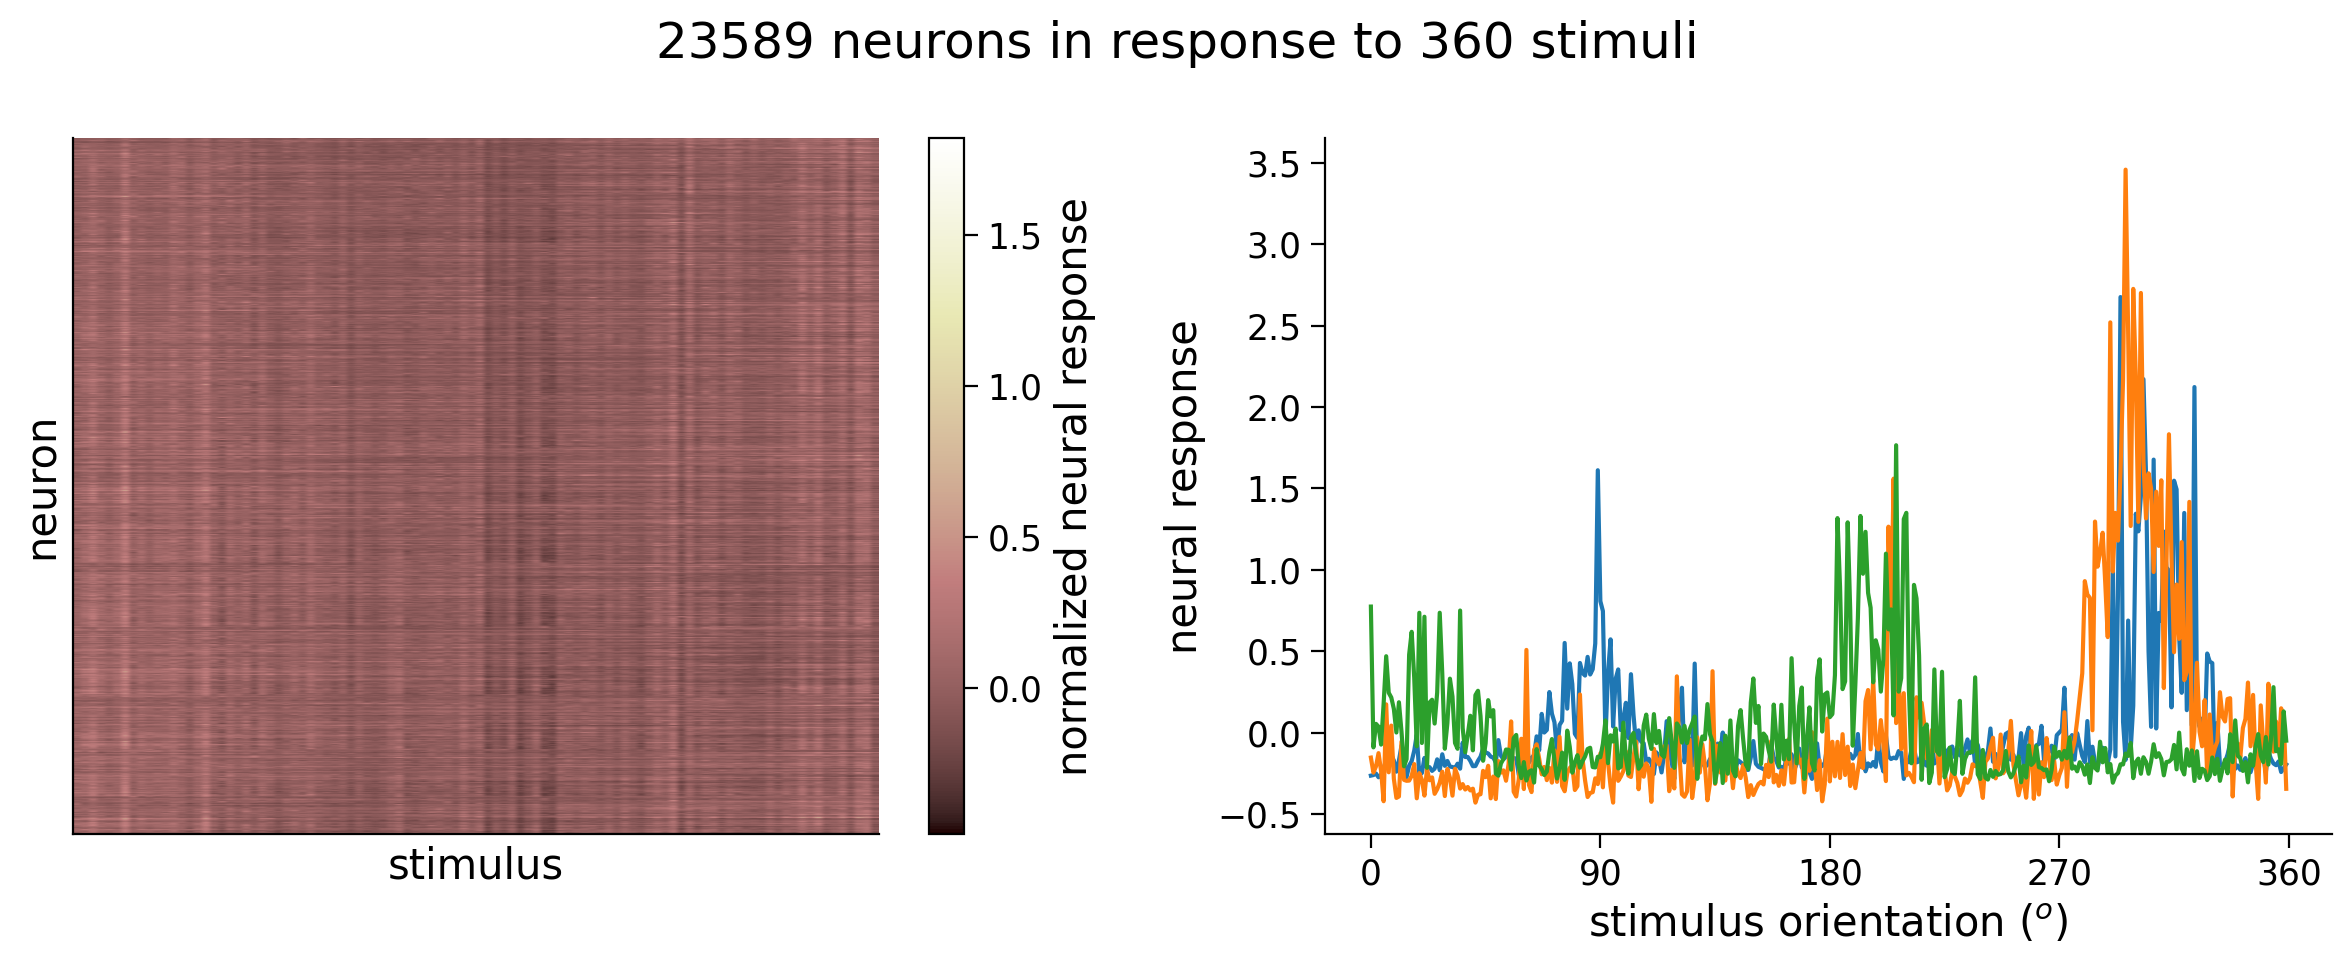 23589 neurons in response to 360 stimuli
neuron
stimulus
1.5
1.0
0.5
0.0
normalized neural response
neural response
3.5
3.0
2.5
2.0
1.5
1.0
0.5
0.0
−0.5
0 90 180 270 360
stimulus orientation (°)